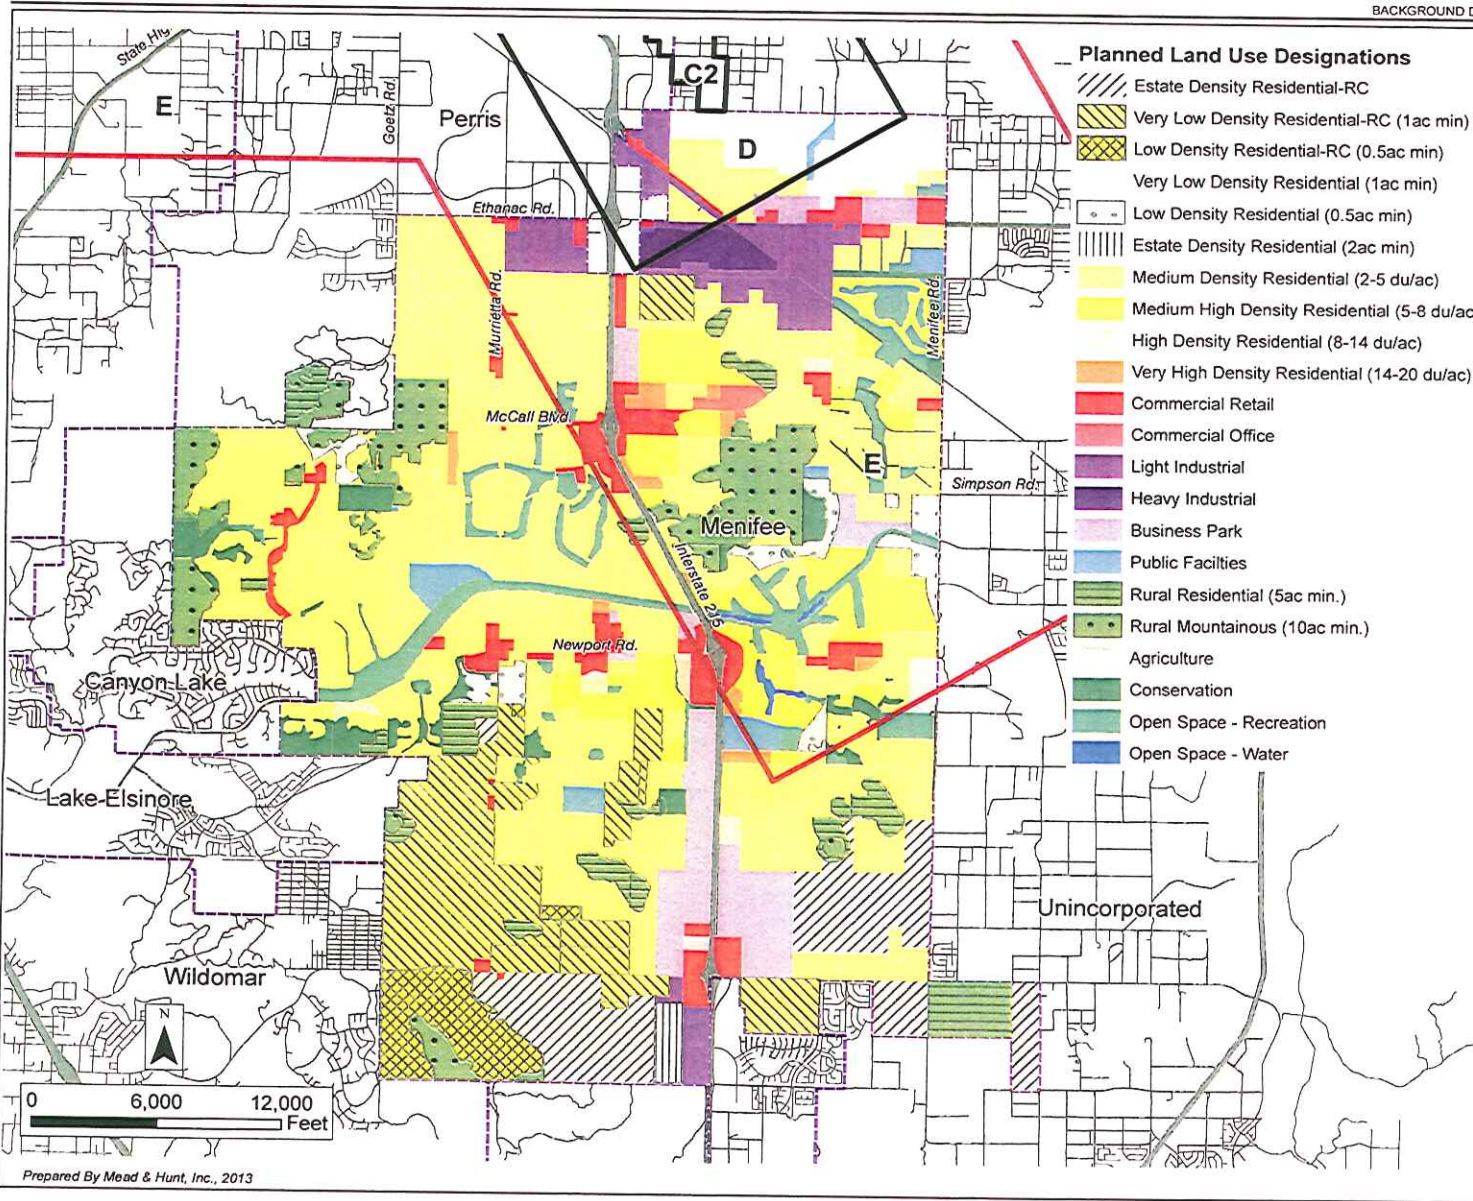 BACKGROUND D
State Hig.
E
Goetz Rd.
Perris
C2
D
Ethanac Rd.
Murrietta Rd.
Menifee Rd.
McCall Blvd.
E
Simpson Rd.
Menifee
Interstate 215
Newport Rd.
Canyon Lake
Lake Elsinore
Wildomar
Unincorporated
Planned Land Use Designations
Estate Density Residential-RC
Very Low Density Residential-RC (1ac min)
Low Density Residential-RC (0.5ac min)
Very Low Density Residential (1ac min)
Low Density Residential (0.5ac min)
Estate Density Residential (2ac min)
Medium Density Residential (2-5 du/ac)
Medium High Density Residential (5-8 du/ac
High Density Residential (8-14 du/ac)
Very High Density Residential (14-20 du/ac)
Commercial Retail
Commercial Office
Light Industrial
Heavy Industrial
Business Park
Public Facilties
Rural Residential (5ac min.)
Rural Mountainous (10ac min.)
Agriculture
Conservation
Open Space - Recreation
Open Space - Water
N
0 6,000 12,000
Feet
Prepared By Mead & Hunt, Inc., 2013